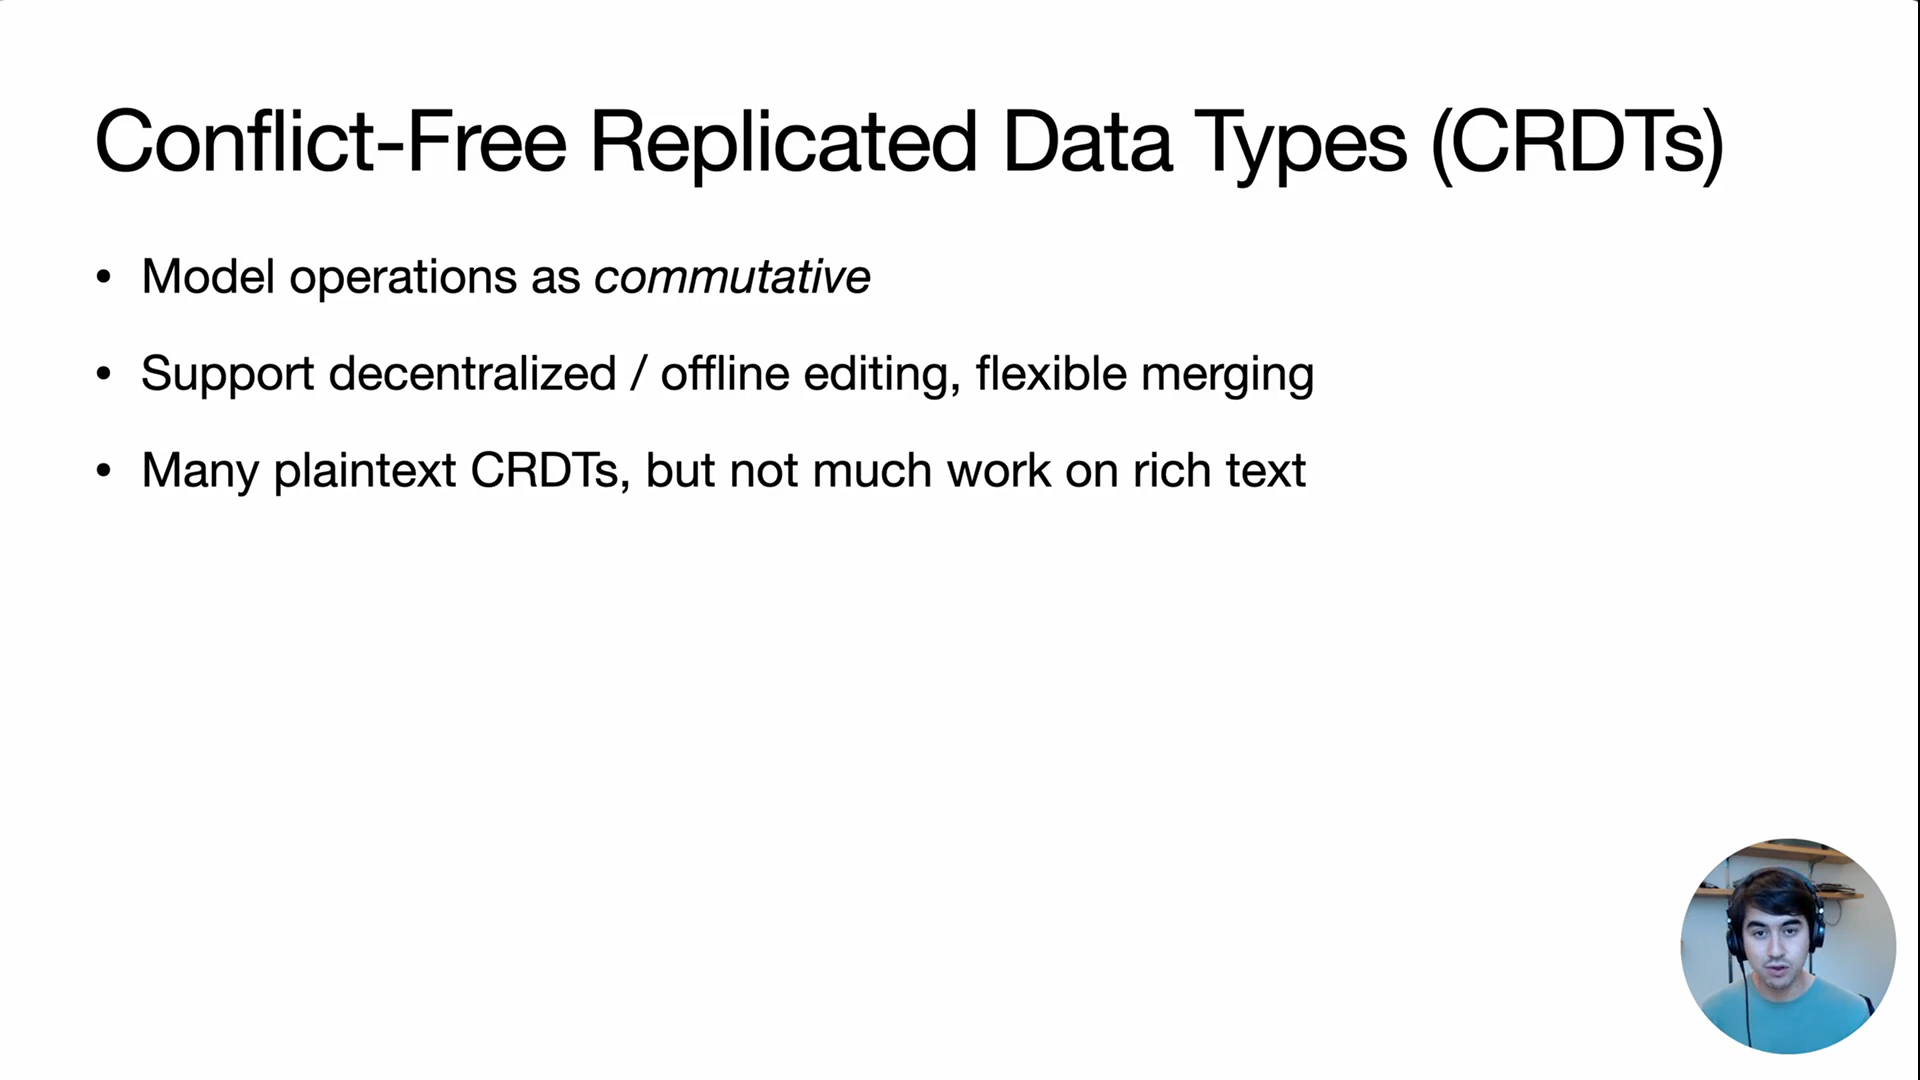 Conflict-Free Replicated Data Types (CRDTs)
• Model operations as commutative
• Support decentralized / offline editing, flexible merging
• Many plaintext CRDTs, but not much work on rich text